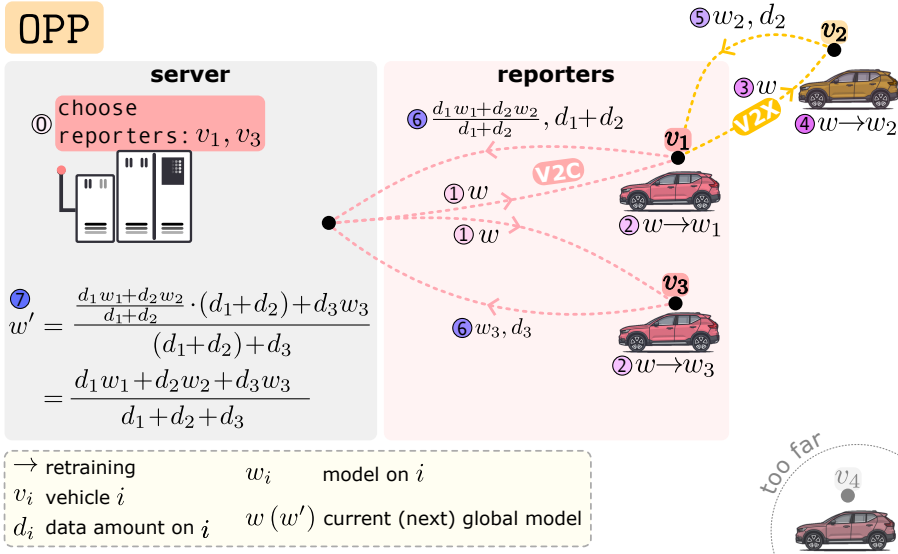 OPP
server
⓪ choose
reporters: v₁, v₃
⑦
w′ = ((d₁w₁+d₂w₂)/(d₁+d₂) · (d₁+d₂)+d₃w₃)/((d₁+d₂)+d₃)
= (d₁w₁+d₂w₂+d₃w₃)/(d₁+d₂+d₃)
reporters
⑥ (d₁w₁+d₂w₂)/(d₁+d₂), d₁+d₂
V2C
① w
① w
⑥ w₃, d₃
v₁
② w→w₁
v₃
② w→w₃
⑤ w₂, d₂
v₂
③ w
V2X
④ w→w₂
too far
v₄
→ retraining
vᵢ vehicle i
dᵢ data amount on i
wᵢ model on i
w (w′) current (next) global model